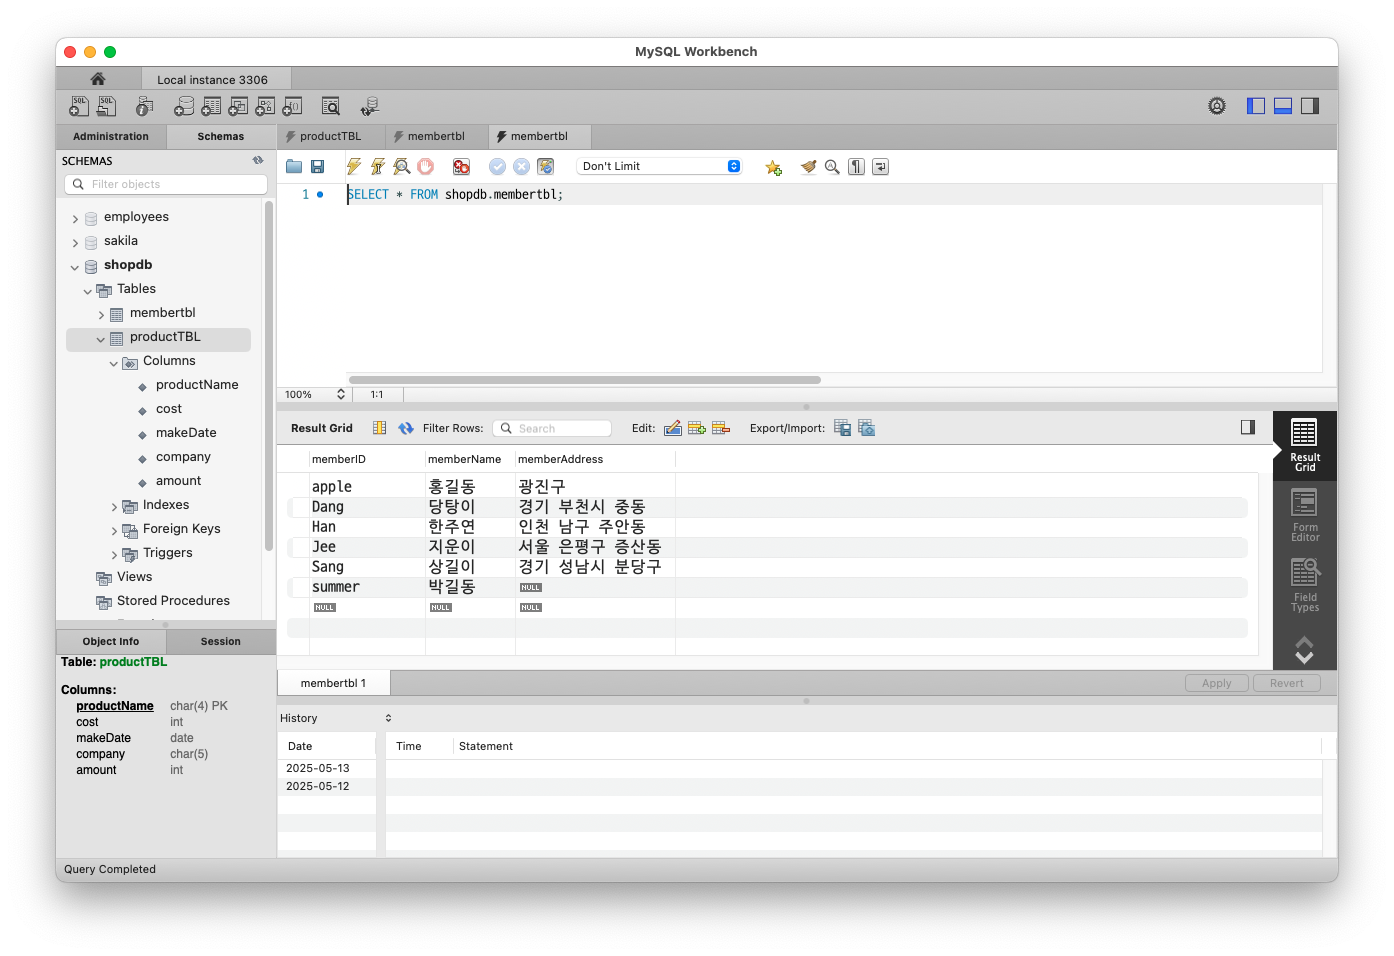 MySQL Workbench
Local instance 3306
Administration Schemas
productTBL membertbl membertbl
SCHEMAS
Filter objects
employees
sakila
shopdb
Tables
membertbl
productTBL
Columns
productName
cost
makeDate
company
amount
Indexes
Foreign Keys
Triggers
Views
Stored Procedures
Object Info Session
Table: productTBL
Columns:
productName char(4) PK
cost int
makeDate date
company char(5)
amount int
Don't Limit
1 SELECT * FROM shopdb.membertbl;
100% 1:1
Result Grid Filter Rows: Search Edit: Export/Import:
memberID memberName memberAddress
apple 홍길동 광진구
Dang 당탕이 경기 부천시 중동
Han 한주연 인천 남구 주안동
Jee 지운이 서울 은평구 증산동
Sang 상길이 경기 성남시 분당구
summer 박길동 NULL
NULL NULL NULL
Result
Grid
Form
Editor
Field
Types
membertbl 1 Apply Revert
History
Date Time Statement
2025-05-13
2025-05-12
Query Completed